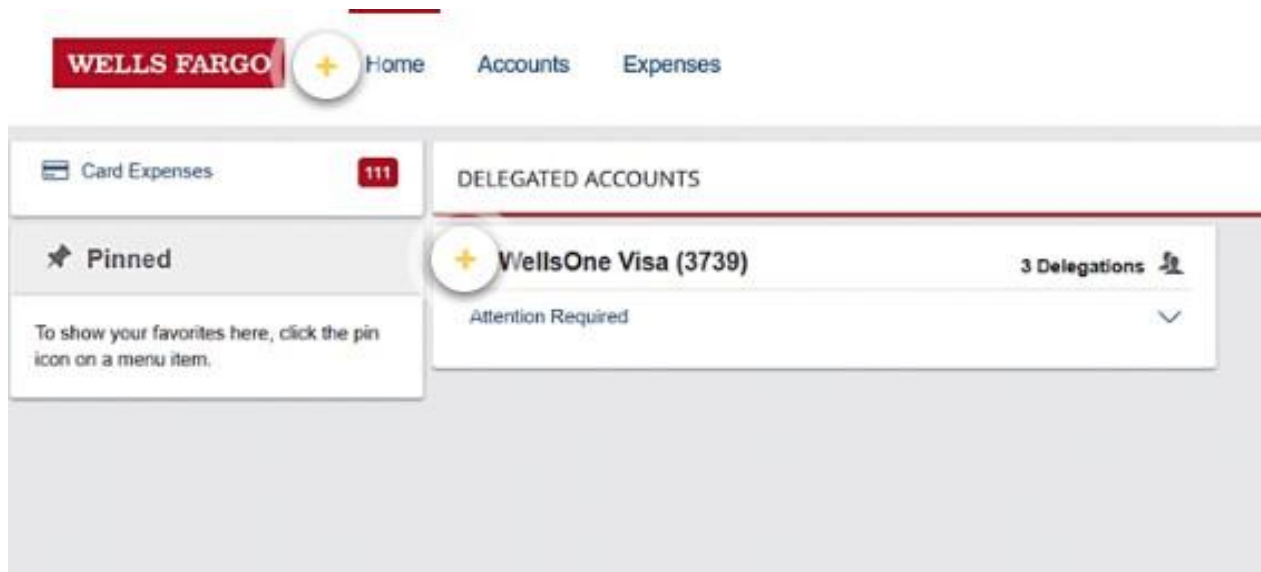 WELLS FARGO Home Accounts Expenses
Card Expenses 111
DELEGATED ACCOUNTS
Pinned
To show your favorites here, click the pin
icon on a menu item.
WellsOne Visa (3739) 3 Delegations
Attention Required